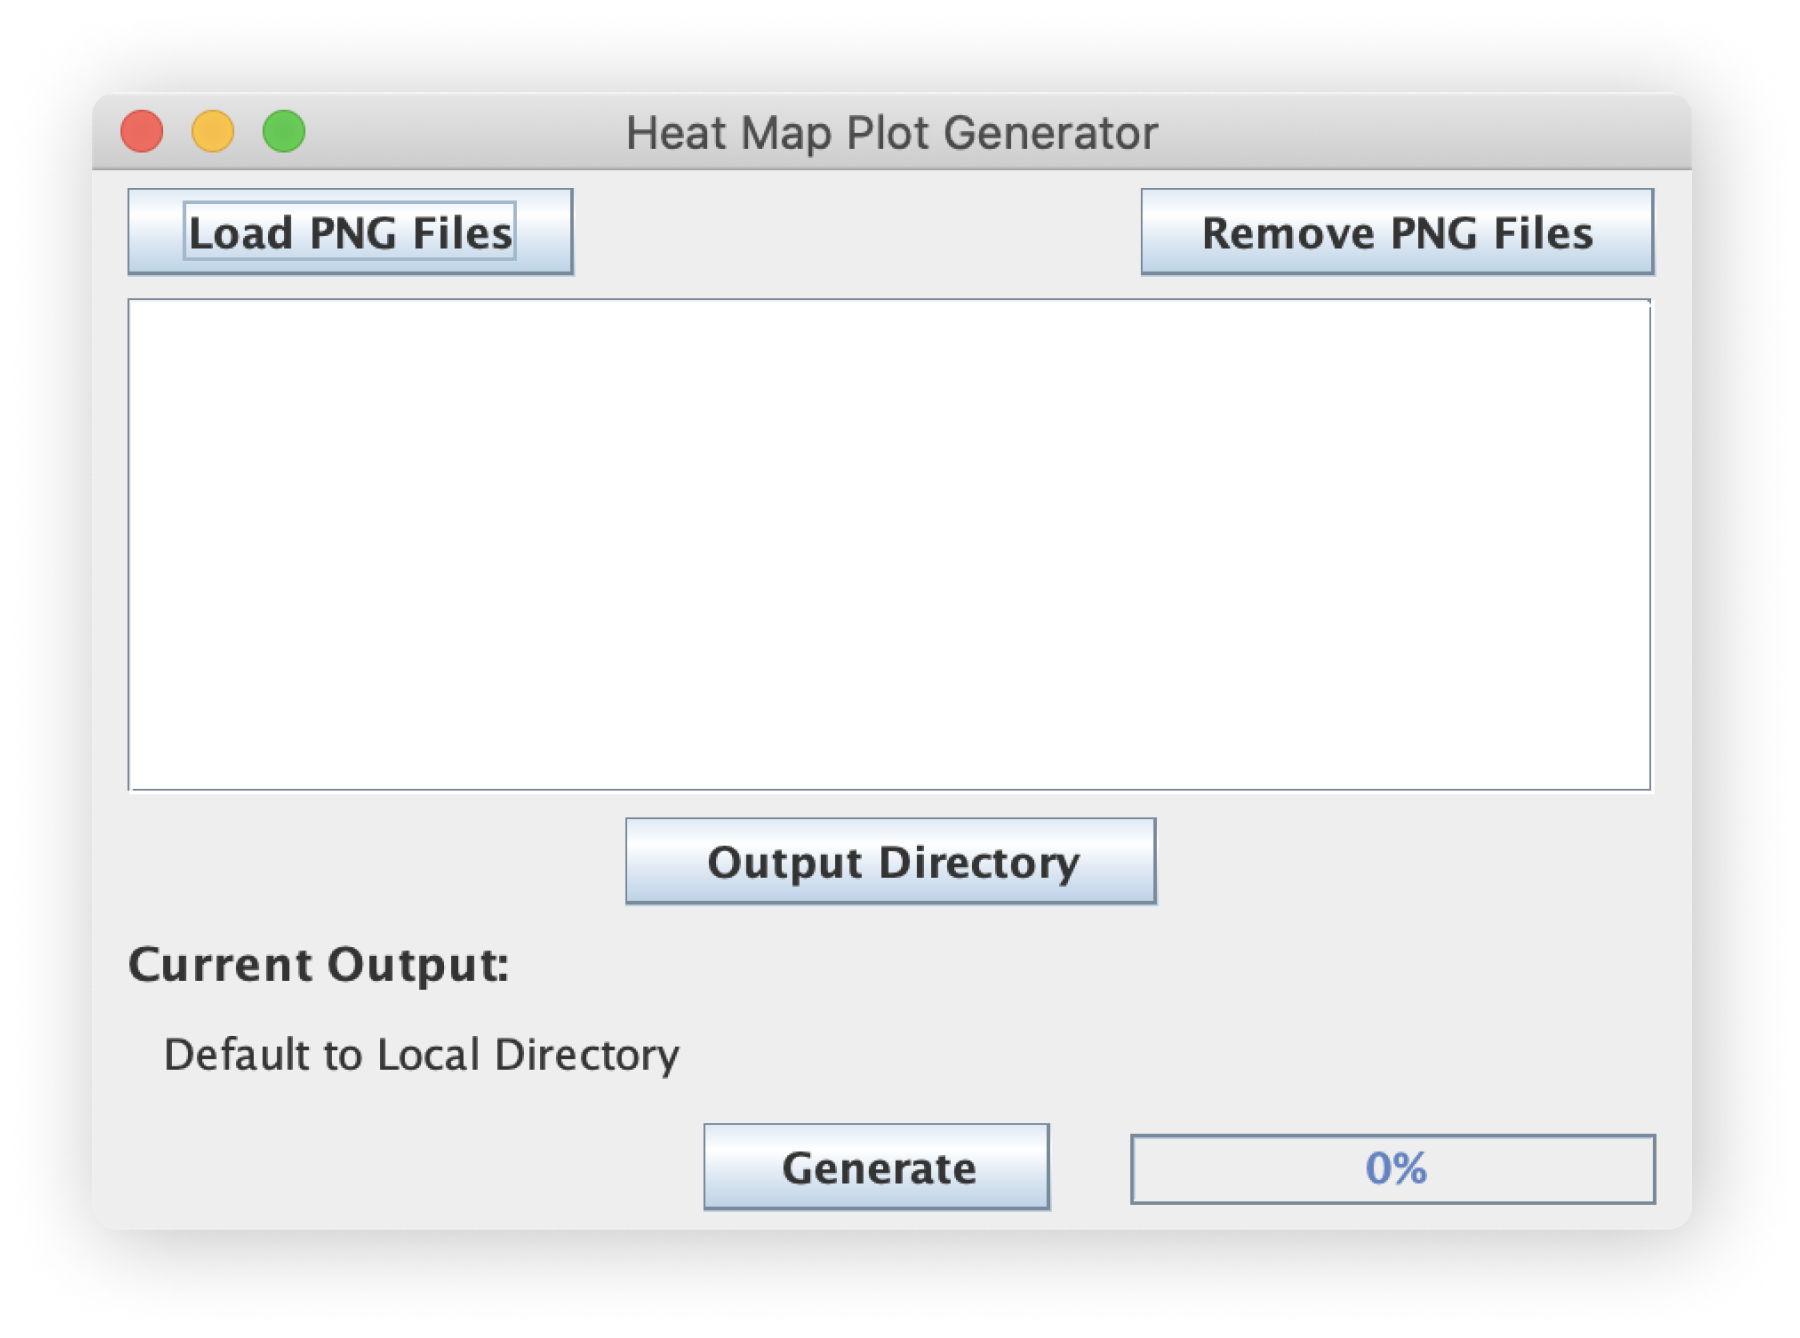 Heat Map Plot Generator
Load PNG Files
Remove PNG Files
Output Directory
Current Output:
Default to Local Directory
Generate
0%